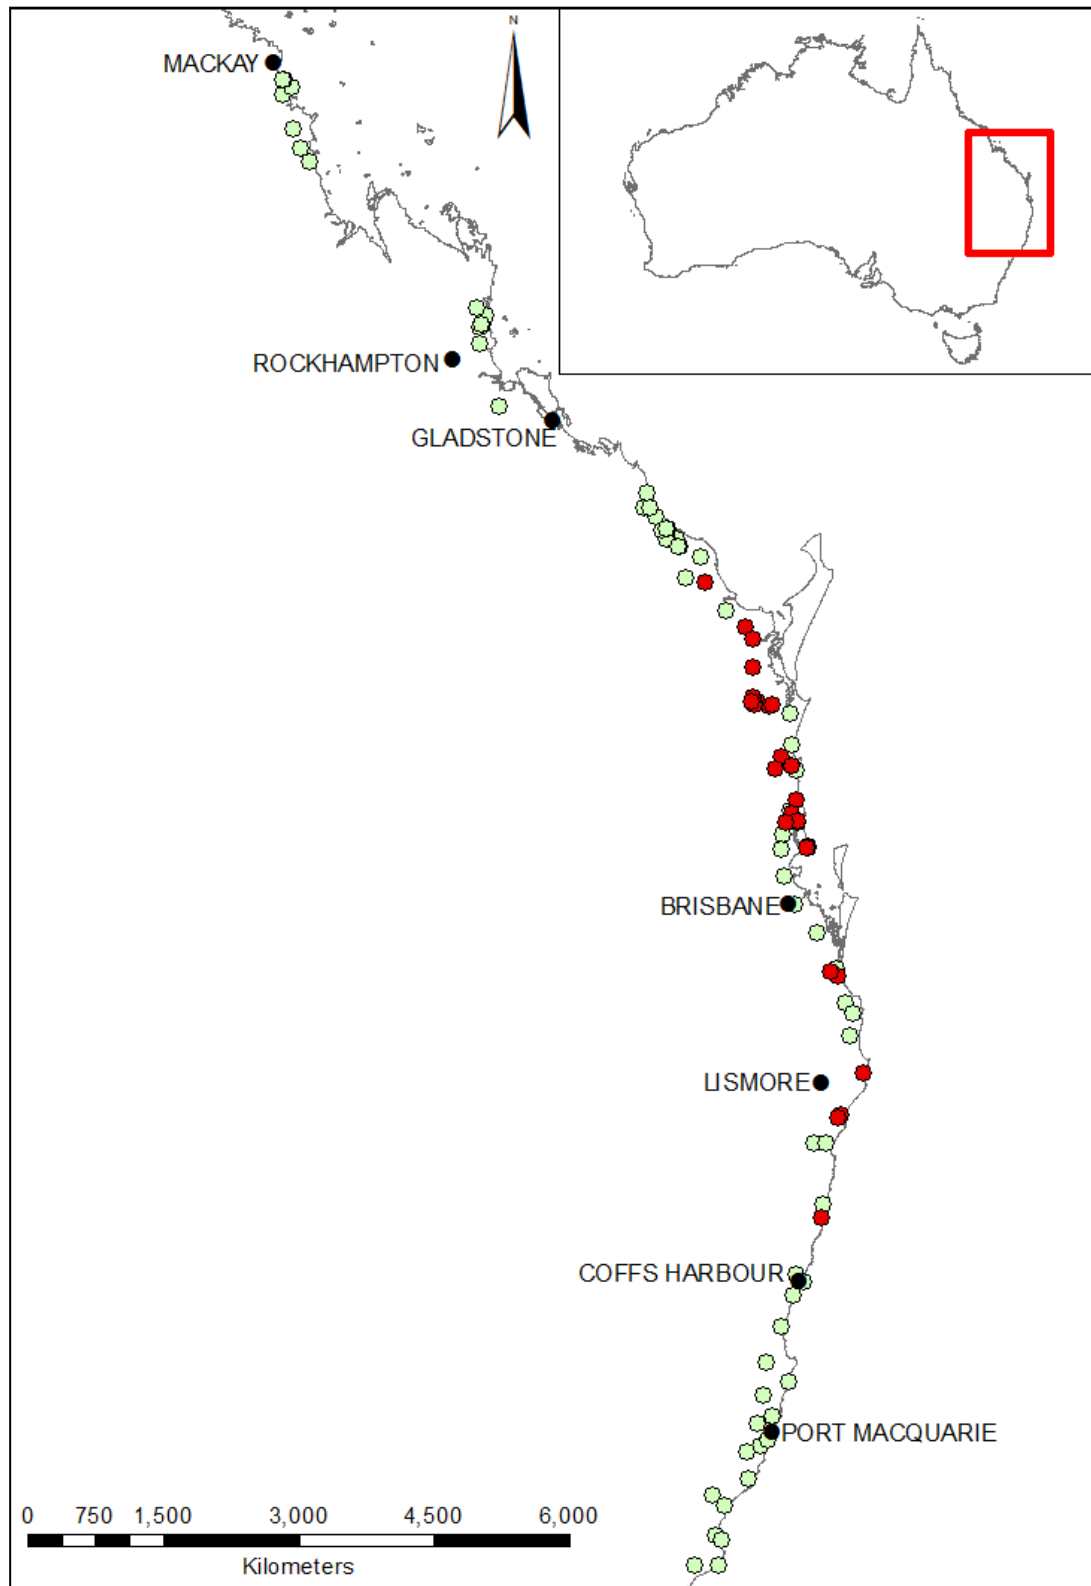 N
MACKAY
ROCKHAMPTON
GLADSTONE
BRISBANE
LISMORE
COFFS HARBOUR
PORT MACQUARIE
0 750 1,500 3,000 4,500 6,000
Kilometers